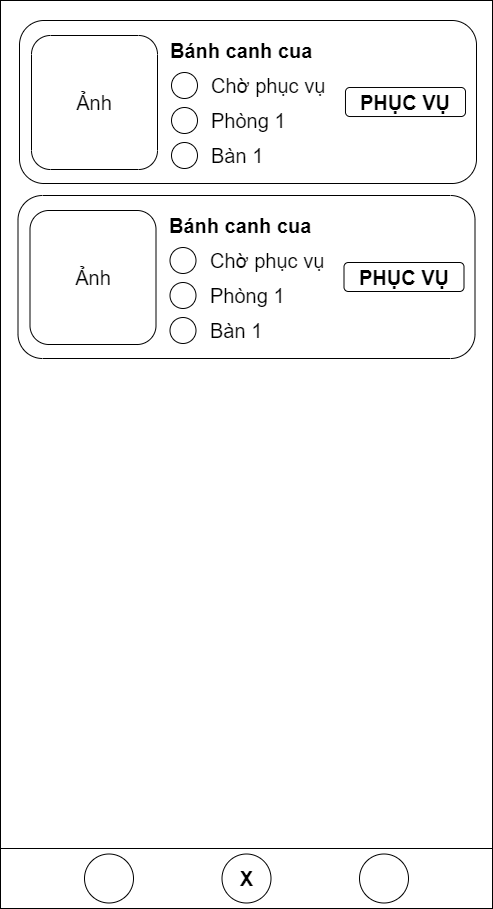 Bánh canh cua
Ảnh
Chờ phục vụ
PHỤC VỤ
Phòng 1
Bàn 1
Bánh canh cua
Ảnh
Chờ phục vụ
PHỤC VỤ
Phòng 1
Bàn 1
X